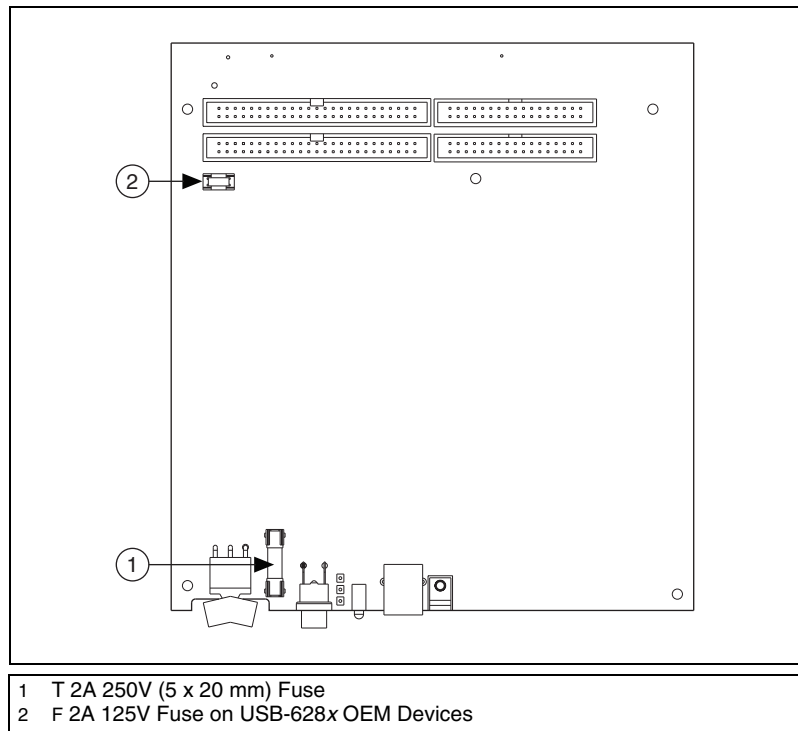 2
1
1 T 2A 250V (5 x 20 mm) Fuse
2 F 2A 125V Fuse on USB-628x OEM Devices